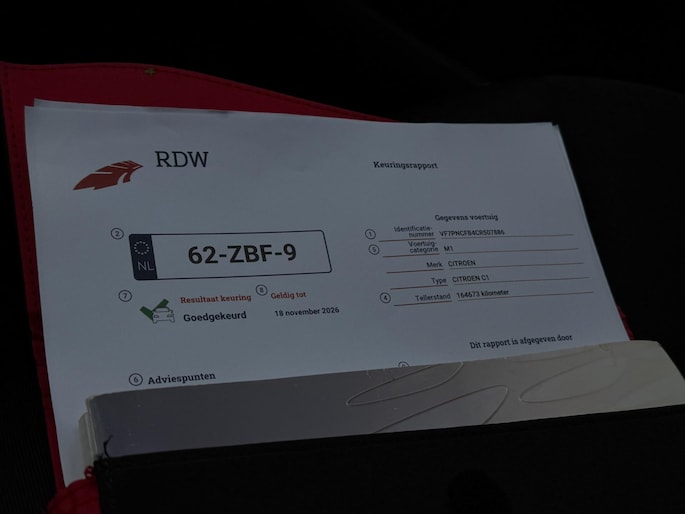 RDW
Keuringsrapport
Gegevens voertuig
1 Identificatie-
nummer VF7PNCFB4CR507886
5 Voertuig-
categorie M1
Merk CITROEN
Type CITROEN C1
4 Tellerstand 164673 kilometer
2 NL 62-ZBF-9
7 Resultaat keuring
Goedgekeurd
8 Geldig tot
18 november 2026
Dit rapport is afgegeven door
6 Adviespunten